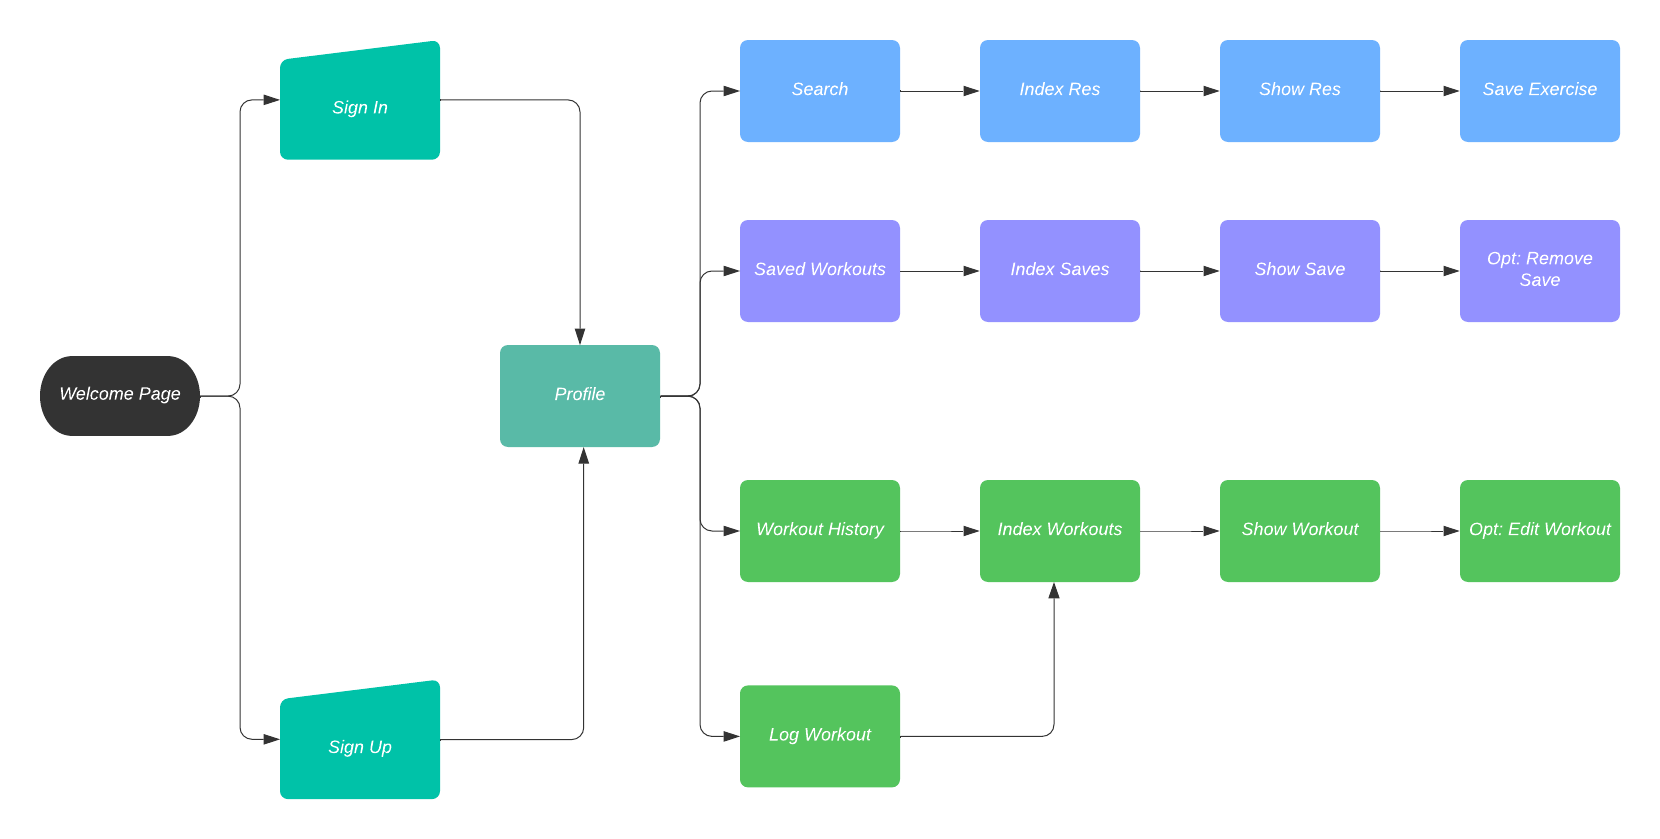 Sign In
Search
Index Res
Show Res
Save Exercise
Saved Workouts
Index Saves
Show Save
Opt: Remove
Save
Welcome Page
Profile
Workout History
Index Workouts
Show Workout
Opt: Edit Workout
Sign Up
Log Workout